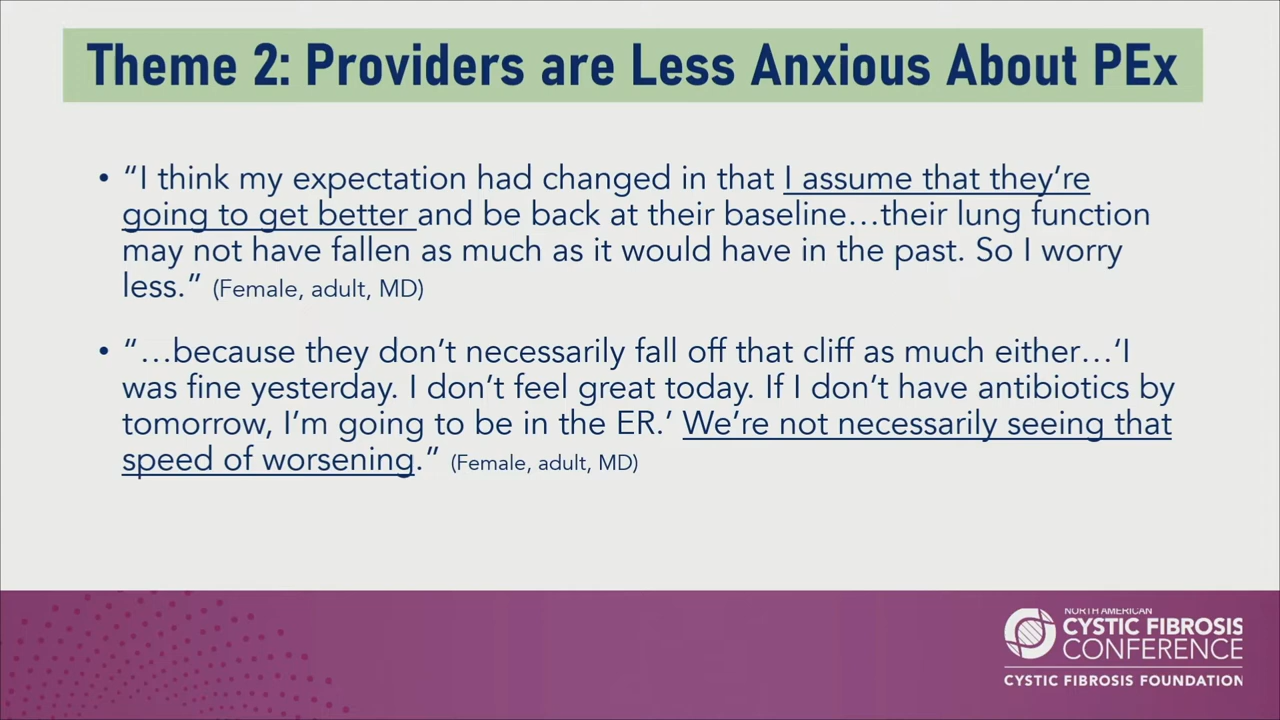 Theme 2: Providers are Less Anxious About PEx
• “I think my expectation had changed in that I assume that they’re
going to get better and be back at their baseline…their lung function
may not have fallen as much as it would have in the past. So I worry
less.” (Female, adult, MD)
• “…because they don’t necessarily fall off that cliff as much either…‘I
was fine yesterday. I don’t feel great today. If I don’t have antibiotics by
tomorrow, I’m going to be in the ER.’ We’re not necessarily seeing that
speed of worsening.” (Female, adult, MD)
NORTH AMERICAN
CYSTIC FIBROSIS
CONFERENCE
CYSTIC FIBROSIS FOUNDATION